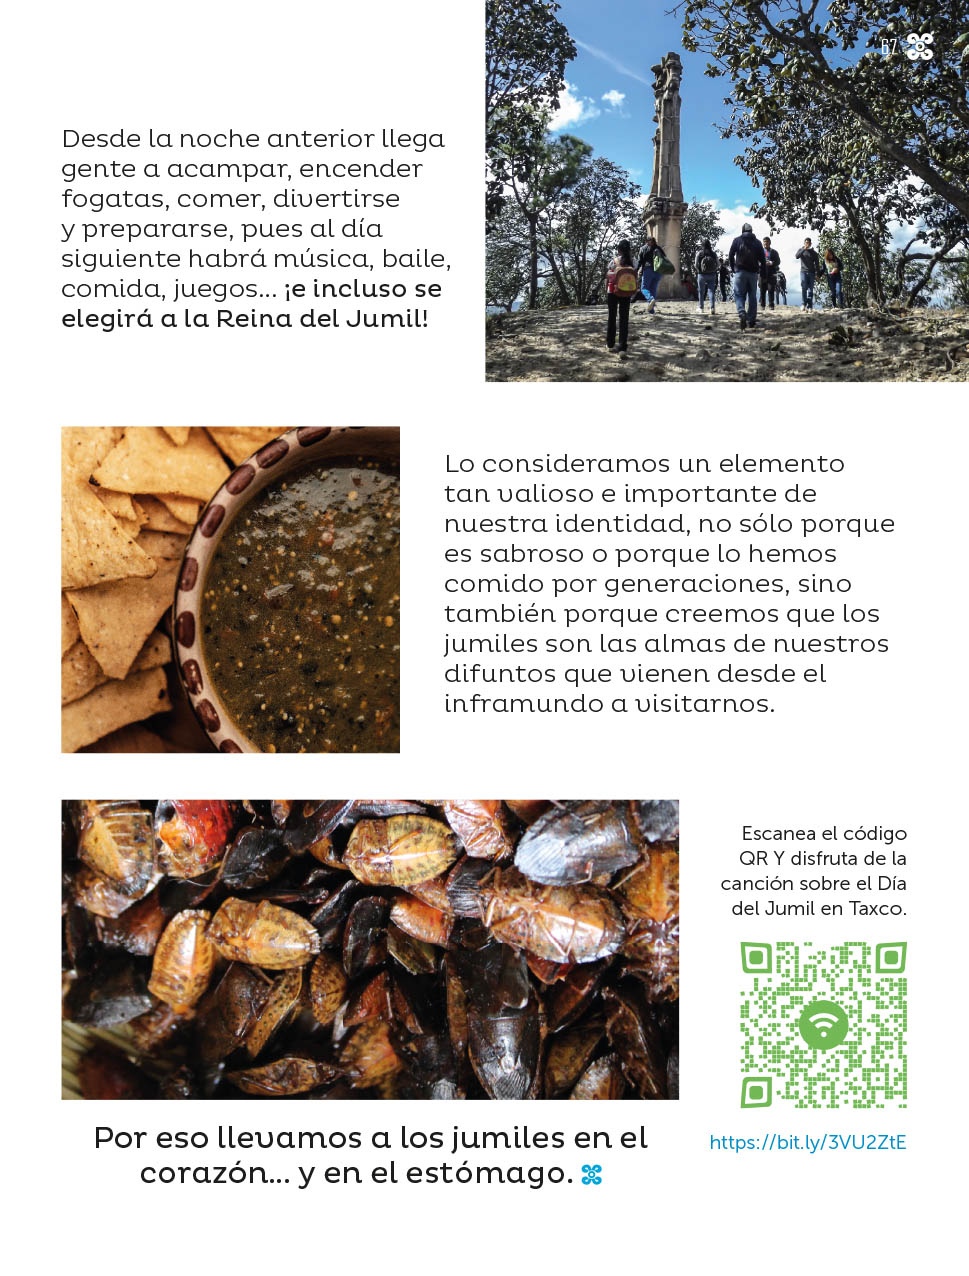 67
Desde la noche anterior llega
gente a acampar, encender
fogatas, comer, divertirse
y prepararse, pues al día
siguiente habrá música, baile,
comida, juegos... ¡e incluso se
elegirá a la Reina del Jumil!
Lo consideramos un elemento
tan valioso e importante de
nuestra identidad, no sólo porque
es sabroso o porque lo hemos
comido por generaciones, sino
también porque creemos que los
jumiles son las almas de nuestros
difuntos que vienen desde el
inframundo a visitarnos.
Escanea el código
QR Y disfruta de la
canción sobre el Día
del Jumil en Taxco.
https://bit.ly/3VU2ZtE
Por eso llevamos a los jumiles en el
corazón... y en el estómago.